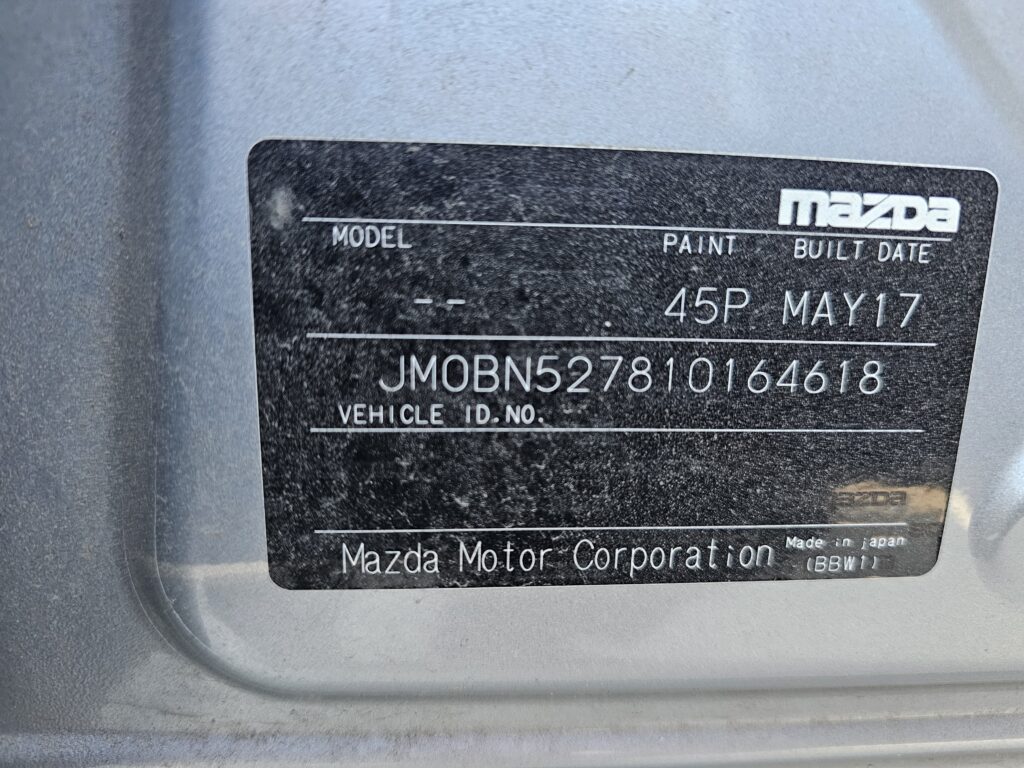 mazda
MODEL PAINT BUILT DATE
-- 45P MAY17
JM0BN527810164618
VEHICLE ID.NO.
mazda
Mazda Motor Corporation Made in japan
(BBW1)